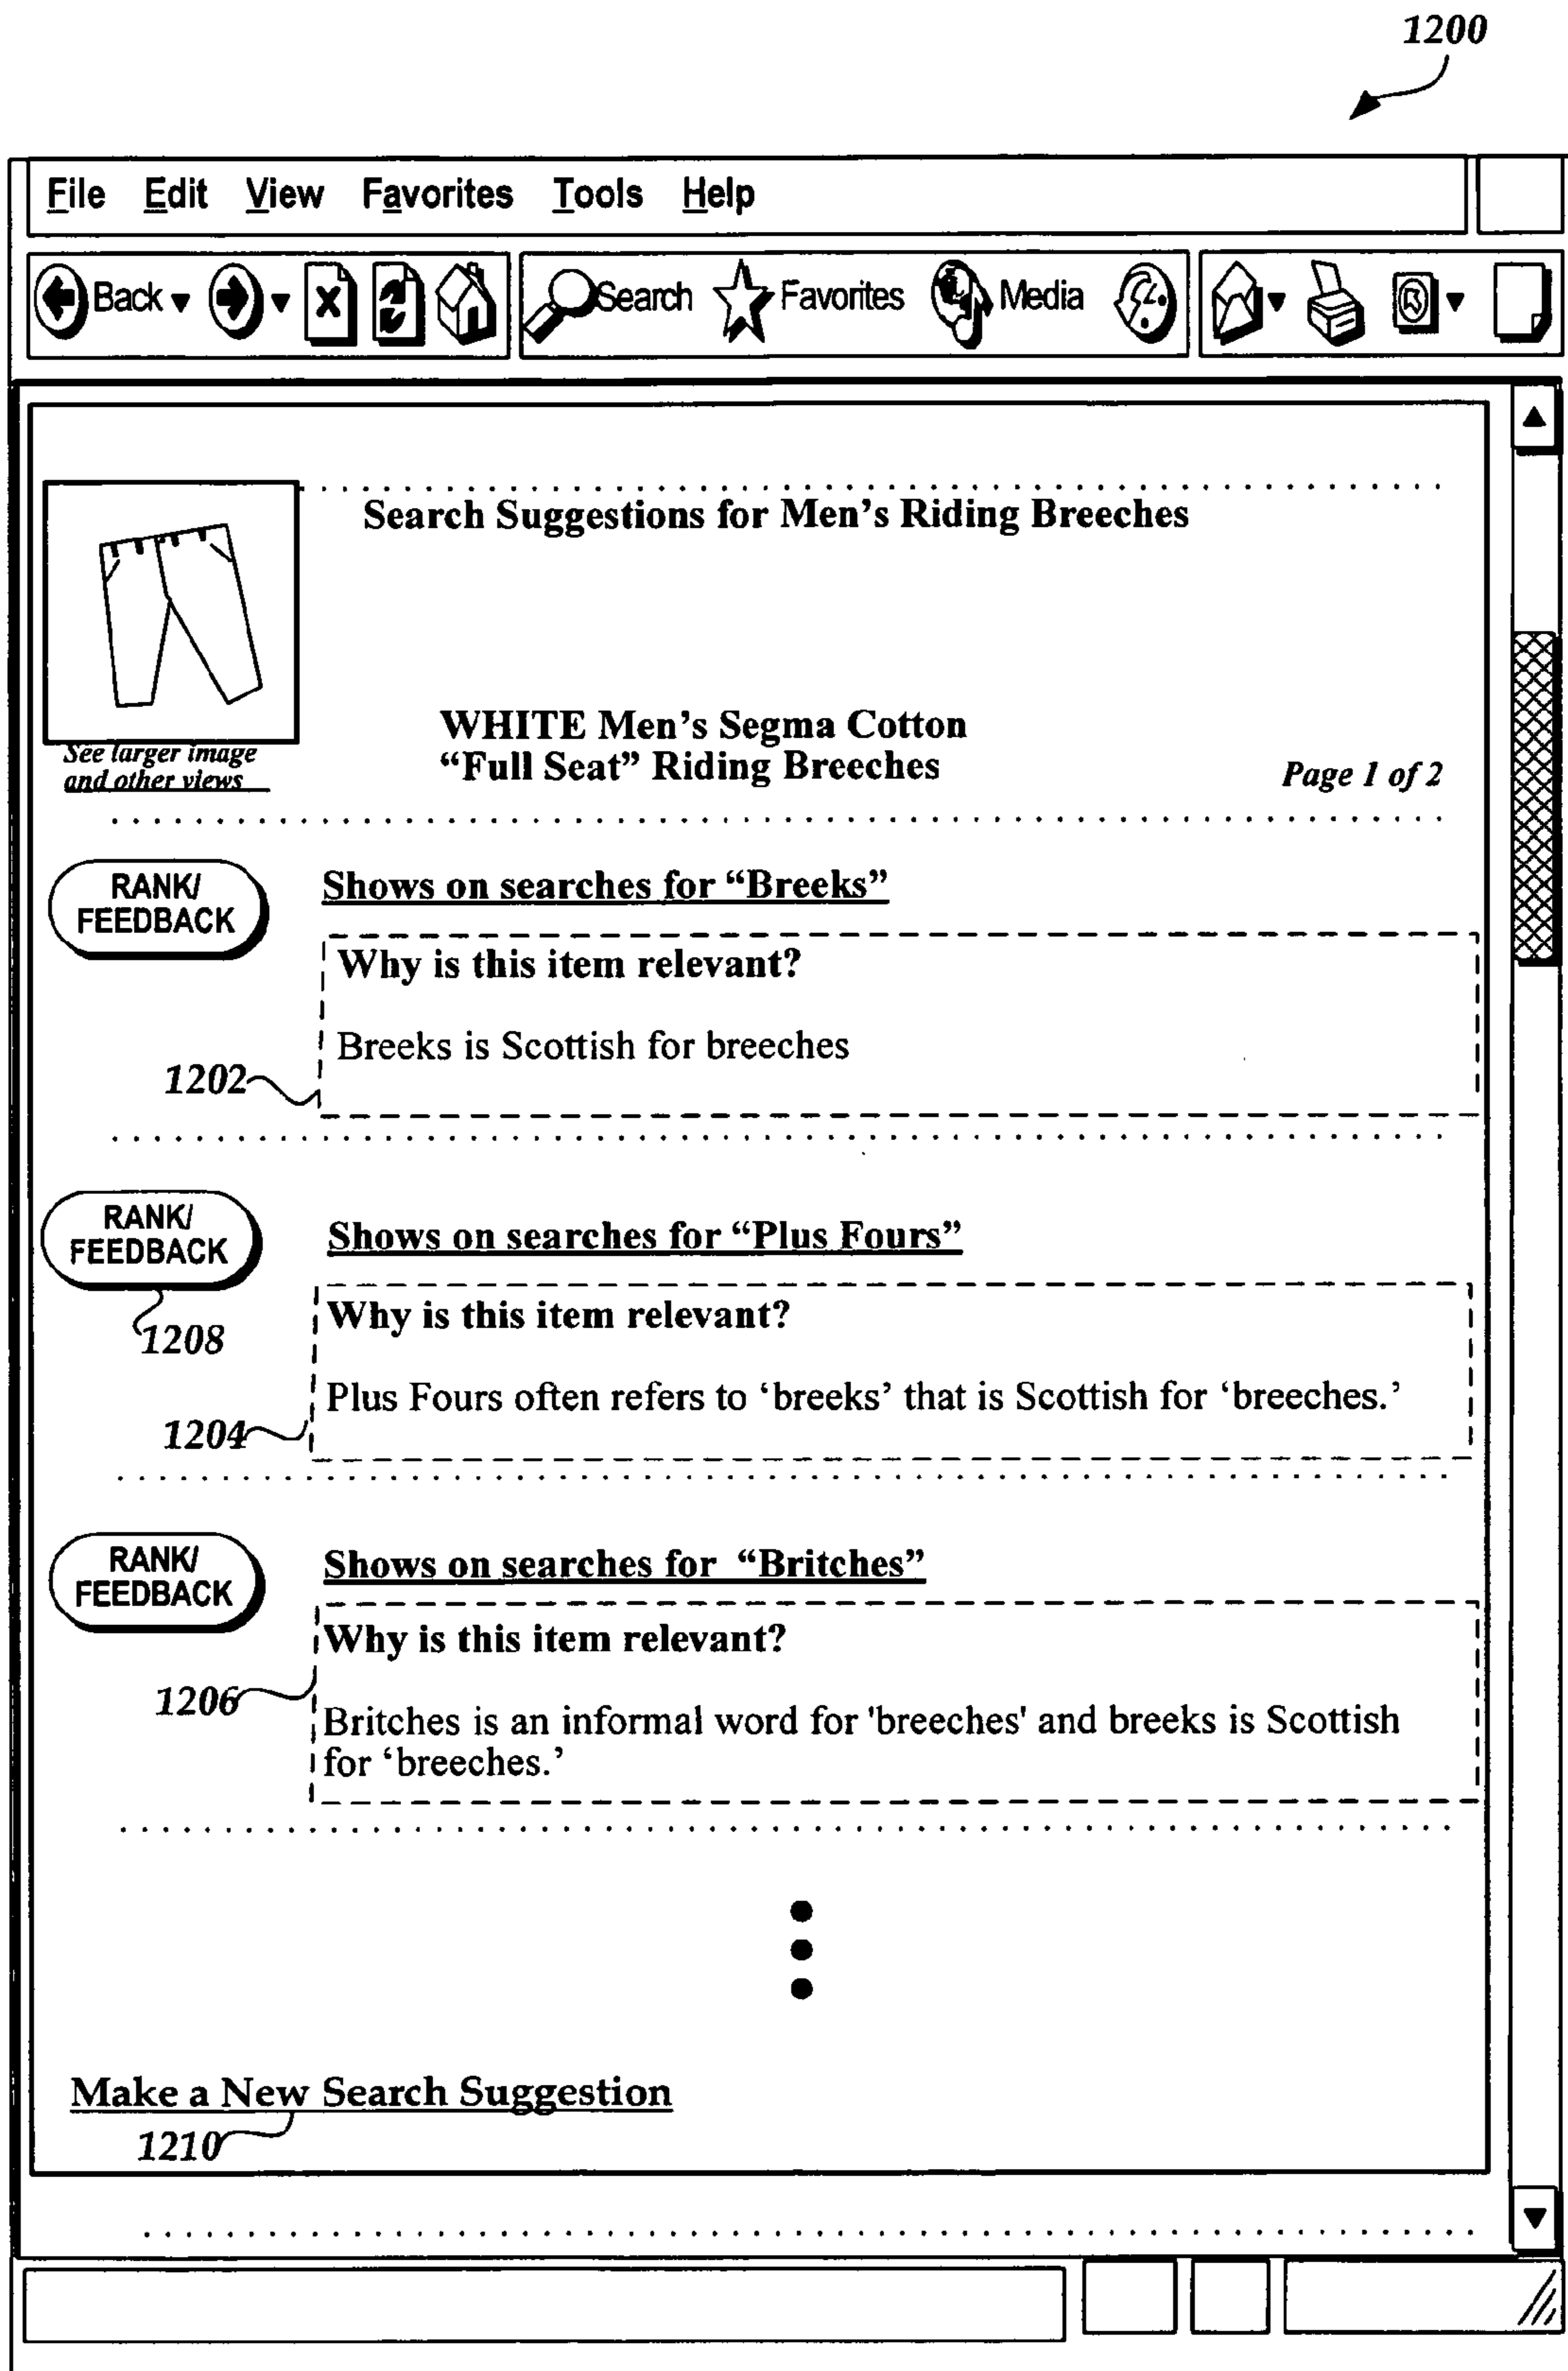 1200
File Edit View Favorites Tools Help
Back Search Favorites Media
Search Suggestions for Men's Riding Breeches
WHITE Men's Segma Cotton
“Full Seat” Riding Breeches
See larger image
and other views
Page 1 of 2
RANK/
FEEDBACK
Shows on searches for “Breeks”
Why is this item relevant?
Breeks is Scottish for breeches
1202
RANK/
FEEDBACK
Shows on searches for “Plus Fours”
1208
Why is this item relevant?
Plus Fours often refers to ‘breeks’ that is Scottish for ‘breeches.’
1204
RANK/
FEEDBACK
Shows on searches for “Britches”
Why is this item relevant?
1206
Britches is an informal word for 'breeches' and breeks is Scottish
for ‘breeches.’
Make a New Search Suggestion
1210